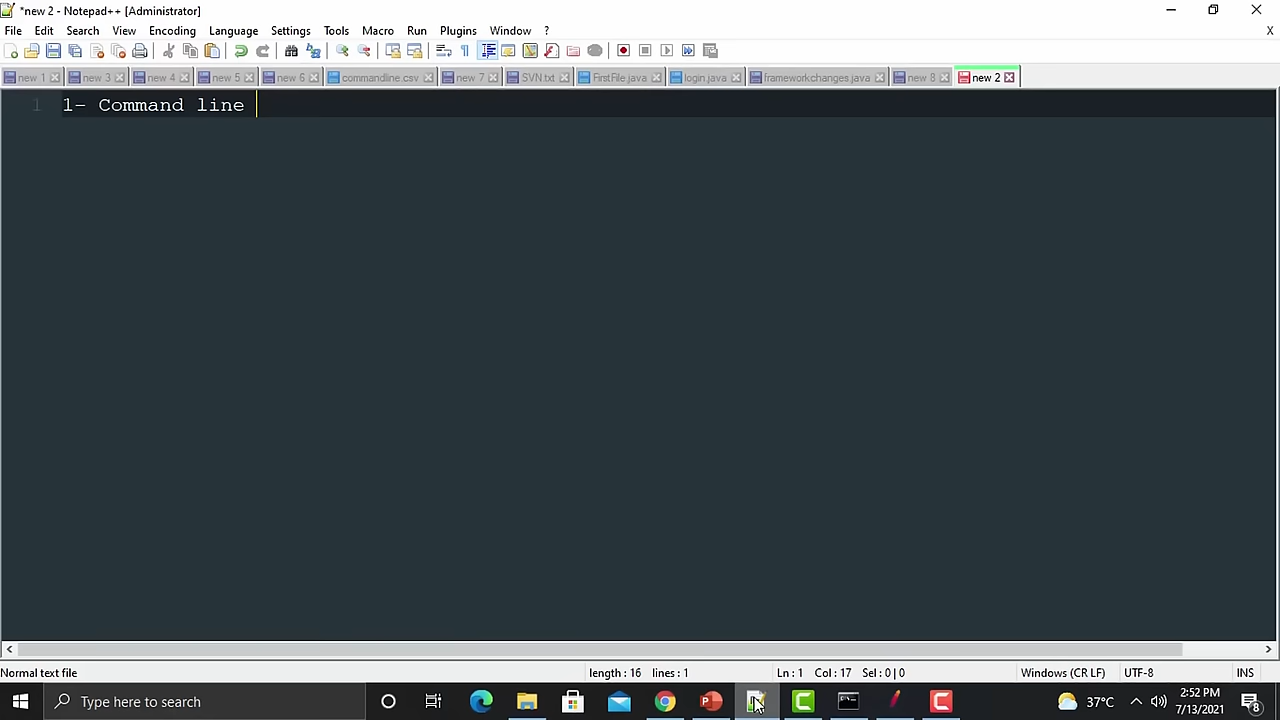 *new 2 - Notepad++ [Administrator]
File Edit Search View Encoding Language Settings Tools Macro Run Plugins Window ? X
new 1 new 3 new 4 new 5 new 6 commandline.csv new 7 SVN.txt FirstFile.java login.java frameworkchanges.java new 8 new 2
1 1- Command line
Normal text file length : 16 lines : 1 Ln : 1 Col : 17 Sel : 0 | 0 Windows (CR LF) UTF-8 INS
Type here to search 37°C 2:52 PM
7/13/2021 8